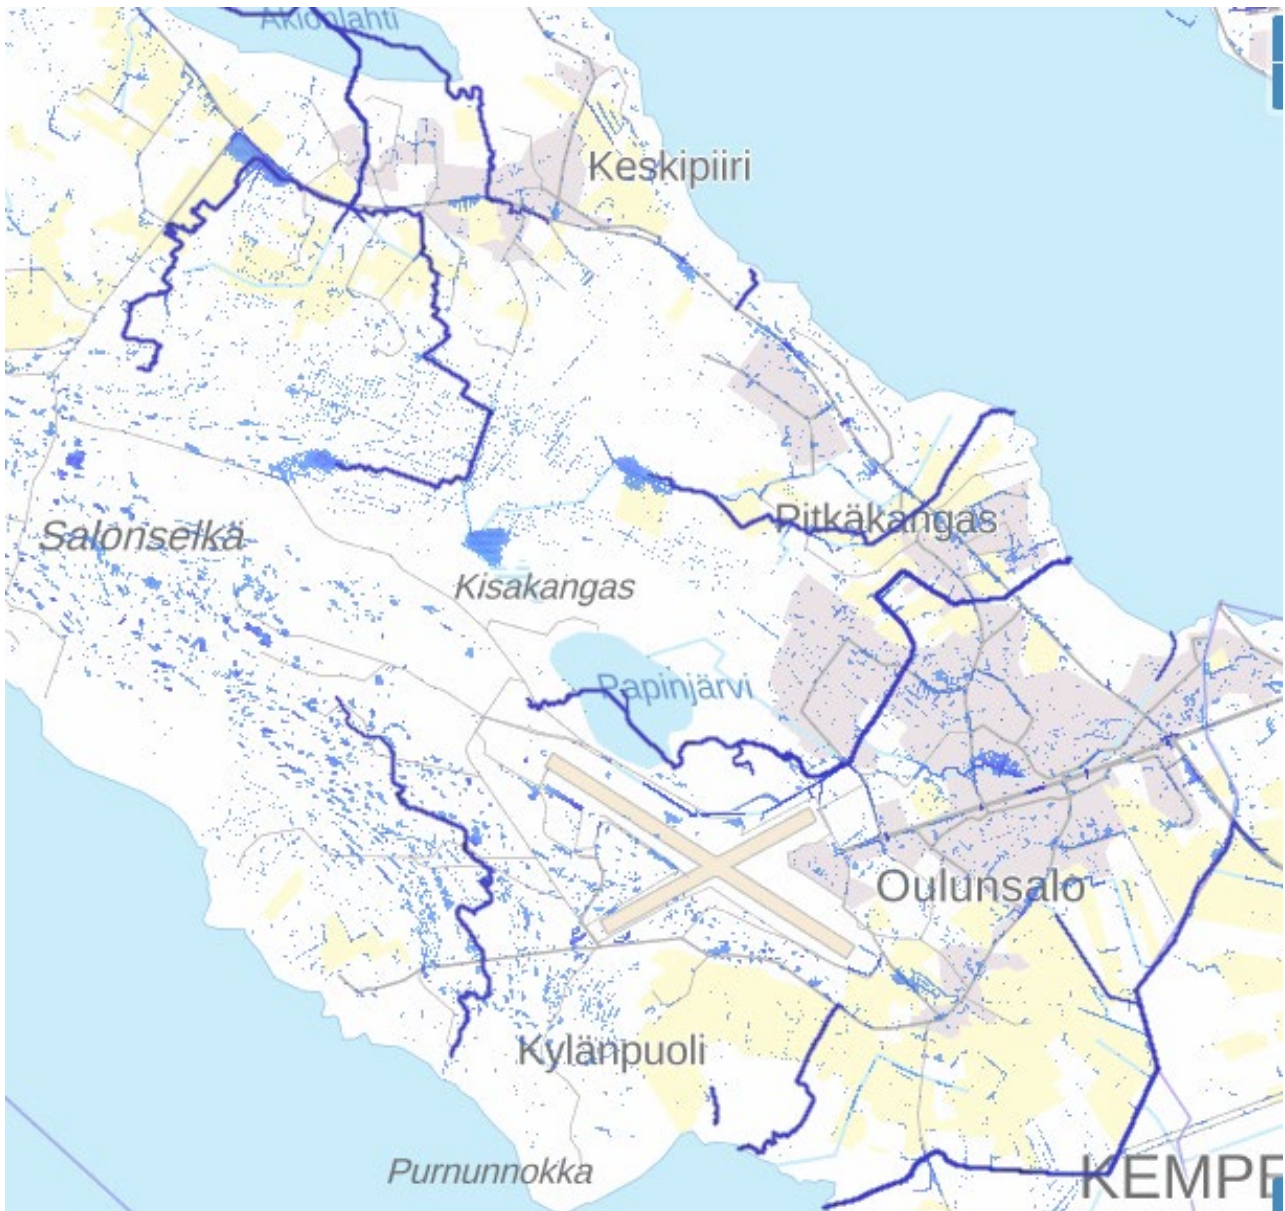 Akionlahti
Keskipiiri
Pitkäkangas
Salonselkä
Kisakangas
Papinjärvi
Oulunsalo
Kylänpuoli
Purnunnokka
KEMPE